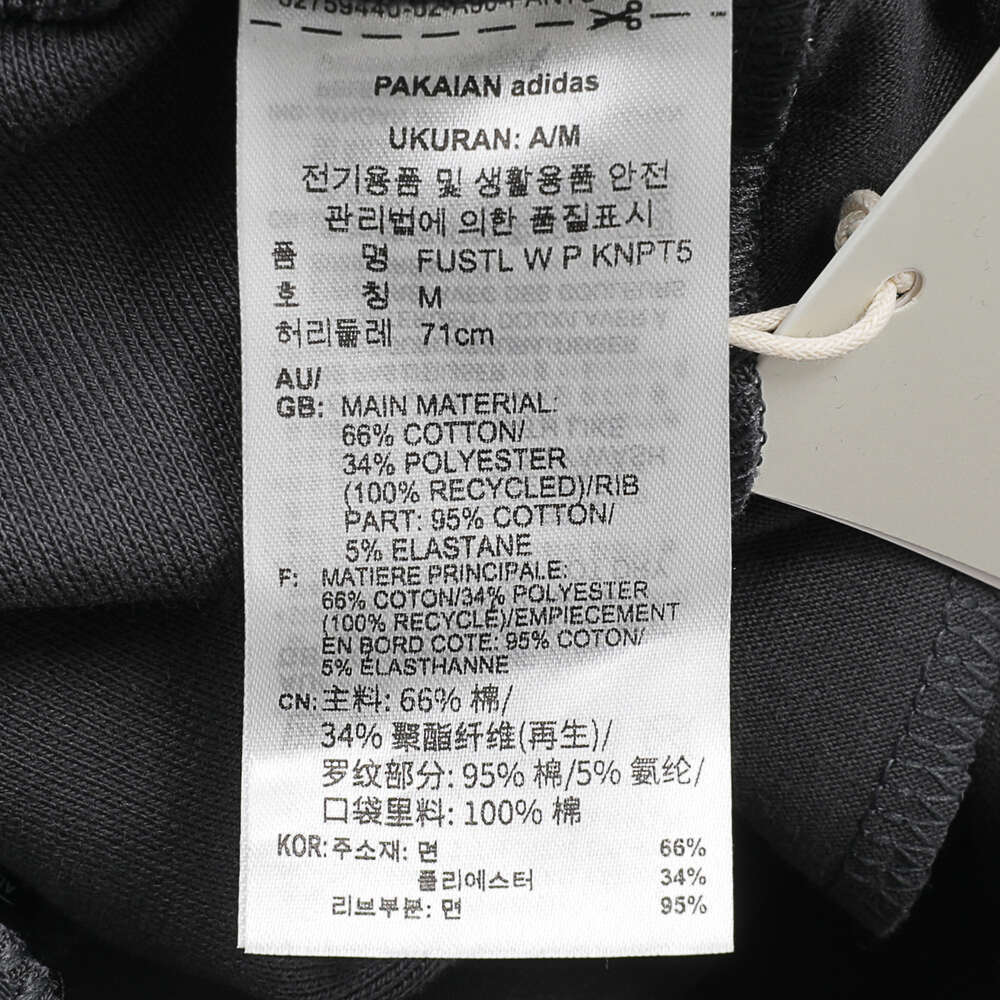 PAKAIAN adidas
UKURAN: A/M
전기용품 및 생활용품 안전
관리법에 의한 품질표시
품 명 FUSTL W P KNPT5
호 칭 M
허리둘레 71cm
AU/
GB: MAIN MATERIAL:
66% COTTON/
34% POLYESTER
(100% RECYCLED)/RIB
PART: 95% COTTON/
5% ELASTANE
F: MATIERE PRINCIPALE:
66% COTON/34% POLYESTER
(100% RECYCLÉ)/EMPIECEMENT
EN BORD COTE: 95% COTON/
5% ÉLASTHANNE
CN: 主料: 66% 棉/
34% 聚酯纤维(再生)/
罗纹部分: 95% 棉/5% 氨纶/
口袋里料: 100% 棉
KOR: 주소재: 면 66%
폴리에스터 34%
리브부분: 면 95%